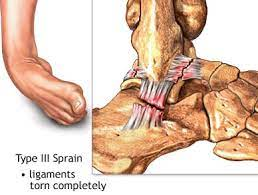 Type III Sprain
• ligaments
torn completely